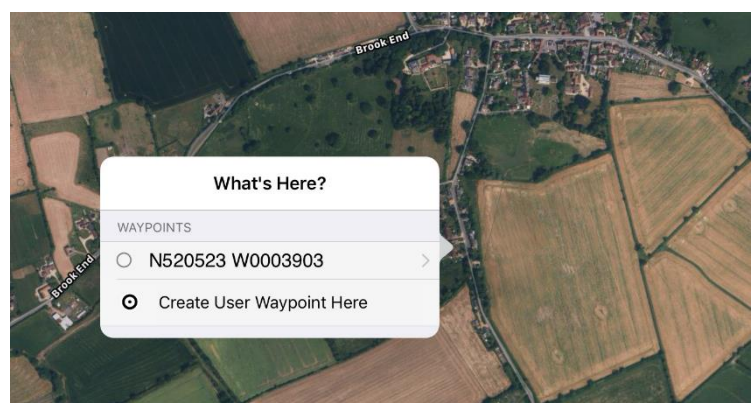 Brook End
What's Here?
WAYPOINTS
N520523 W0003903
Brook End
Create User Waypoint Here